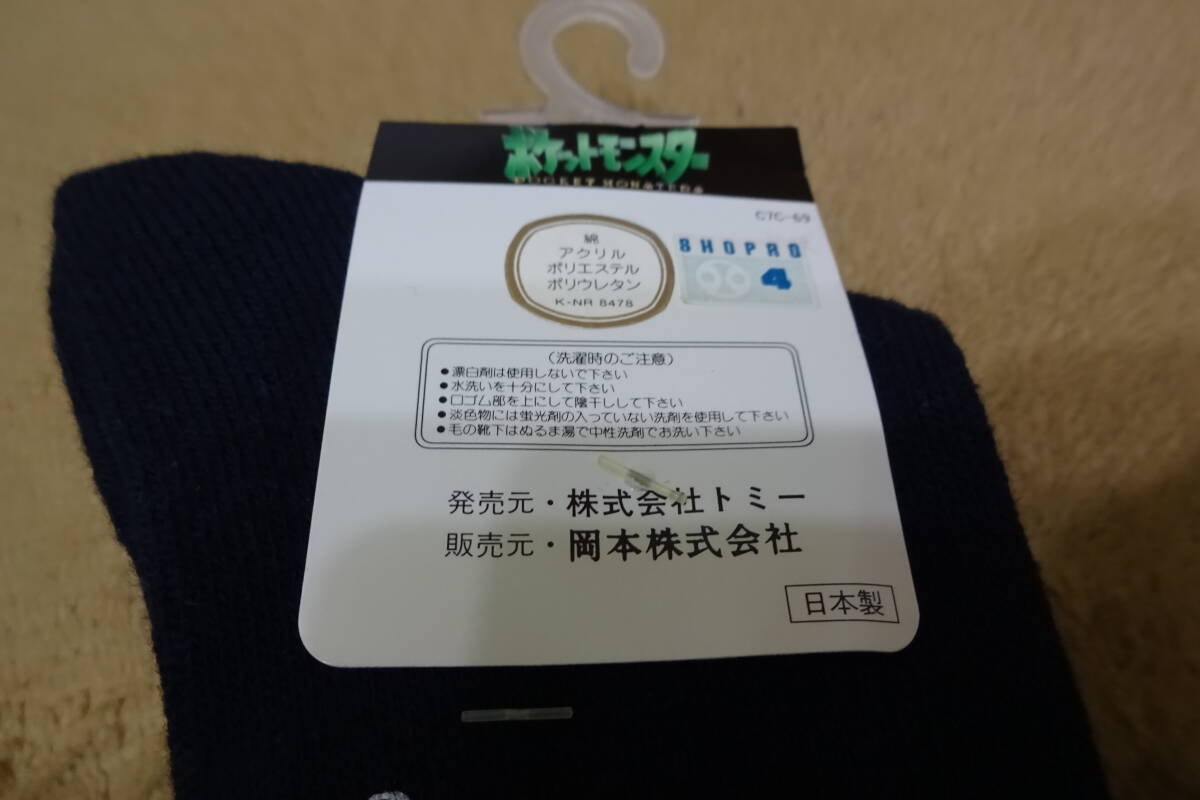 ポケットモンスター
POCKET MONSTERS
C7C-69
綿
アクリル
ポリエステル
ポリウレタン
K-NR 8478
SHOPRO
4
(洗濯時のご注意)
●漂白剤は使用しないで下さい
●水洗いを十分にして下さい
●口ゴム部を上にして陰干しして下さい
●淡色物には蛍光剤の入っていない洗剤を使用して下さい
●毛の靴下はぬるま湯で中性洗剤でお洗い下さい
発売元・株式会社トミー
販売元・岡本株式会社
日本製